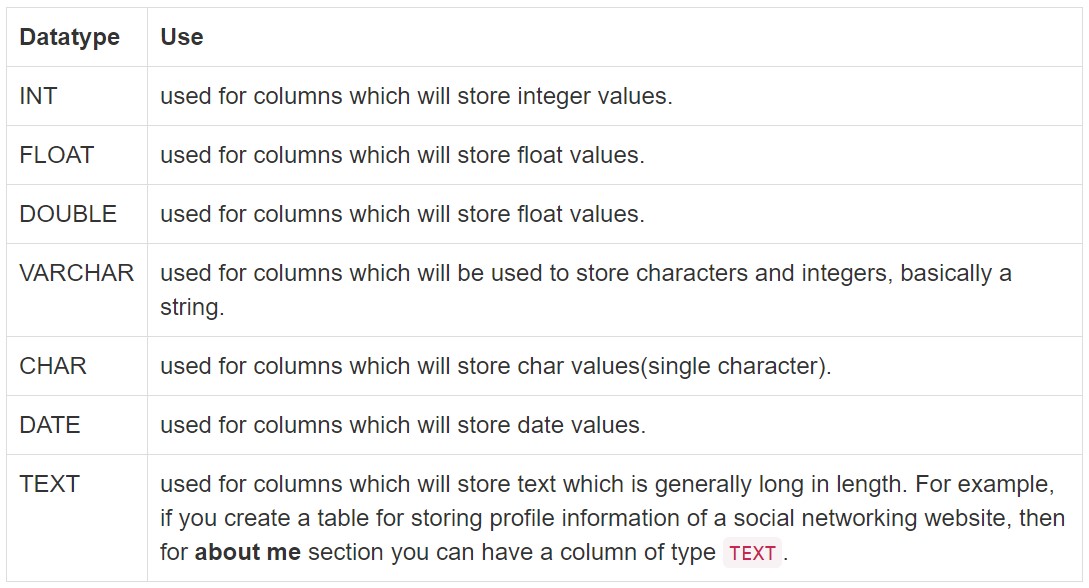 Datatype Use
INT used for columns which will store integer values.
FLOAT used for columns which will store float values.
DOUBLE used for columns which will store float values.
VARCHAR used for columns which will be used to store characters and integers, basically a
string.
CHAR used for columns which will store char values(single character).
DATE used for columns which will store date values.
TEXT used for columns which will store text which is generally long in length. For example,
if you create a table for storing profile information of a social networking website, then
for about me section you can have a column of type TEXT.